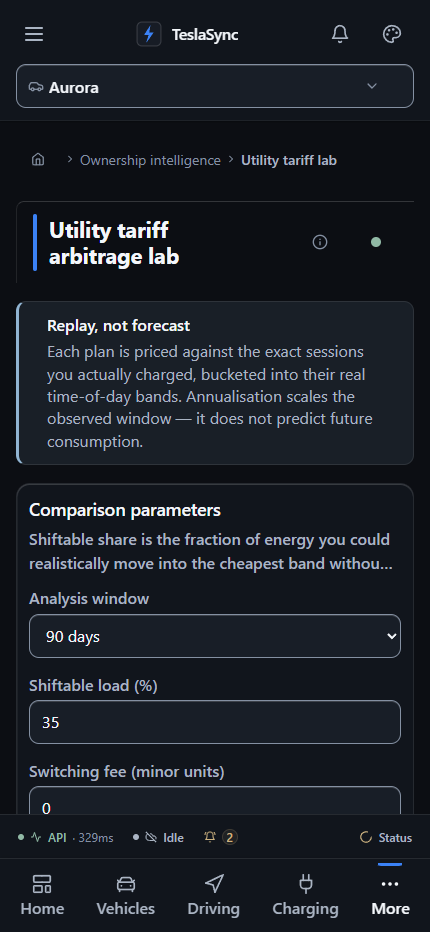 TeslaSync
Aurora
Ownership intelligence
Utility tariff lab
Utility tariff
arbitrage lab
Replay, not forecast
Each plan is priced against the exact sessions
you actually charged, bucketed into their real
time-of-day bands. Annualisation scales the
observed window — it does not predict future
consumption.
Comparison parameters
Shiftable share is the fraction of energy you could
realistically move into the cheapest band withou...
Analysis window
90 days
Shiftable load (%)
35
Switching fee (minor units)
0
API · 329ms
Idle
2
Status
Home
Vehicles
Driving
Charging
More